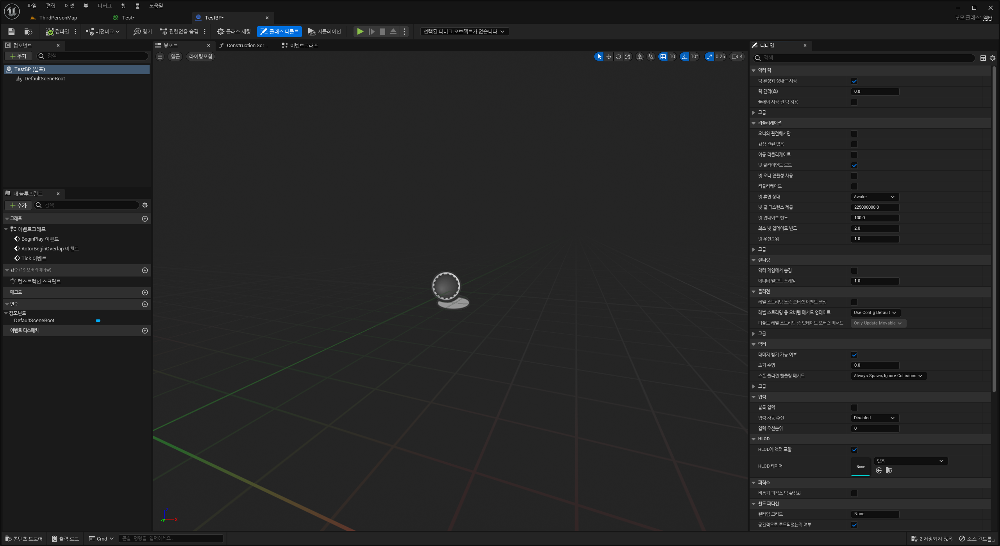 파일 편집 에셋 뷰 디버그 창 툴 도움말
ThirdPersonMap Test* TestBP*
부모 클래스: 액터
컴파일 버전비교 찾기 관련없음 숨김 클래스 세팅 클래스 디폴트 시뮬레이션 선택된 디버그 오브젝트가 없습니다.
컴포넌트
추가 검색
TestBP (셀프)
DefaultSceneRoot
내 블루프린트
추가 검색
그래프
이벤트그래프
BeginPlay 이벤트
ActorBeginOverlap 이벤트
Tick 이벤트
함수 (19 오버라이더블)
컨스트럭션 스크립트
매크로
변수
컴포넌트
DefaultSceneRoot
이벤트 디스패처
뷰포트 Construction Scr... 이벤트그래프
원근 라이팅포함 10 10° 0.25 4
Z
Y X
디테일
검색
액터 틱
틱 활성화 상태로 시작
틱 간격(초) 0.0
플레이 시작 전 틱 허용
고급
리플리케이션
오너와 관련해서만
항상 관련 있음
이동 리플리케이트
넷 클라이언트 로드
넷 오너 연관성 사용
리플리케이트
넷 휴면 상태 Awake
넷 컬 디스턴스 제곱 225000000.0
넷 업데이트 빈도 100.0
최소 넷 업데이트 빈도 2.0
넷 우선순위 1.0
고급
렌더링
액터 게임에서 숨김
에디터 빌보드 스케일 1.0
콜리전
레벨 스트리밍 도중 오버랩 이벤트 생성
레벨 스트리밍 중 오버랩 메서드 업데이트 Use Config Default
디폴트 레벨 스트리밍 중 업데이트 오버랩 메서드 Only Update Movable
고급
액터
대미지 받기 가능 여부
초기 수명 0.0
스폰 콜리전 핸들링 메서드 Always Spawn, Ignore Collisions
고급
입력
블록 입력
입력 자동 수신 Disabled
입력 우선순위 0
HLOD
HLOD에 액터 포함
HLOD 레이어 None 없음
피직스
비동기 피직스 틱 활성화
월드 파티션
런타임 그리드 None
공간적으로 로드되었는지 여부
콘텐츠 드로어 출력 로그 Cmd 콘솔 명령을 입력하세요. 2 저장되지 않음 소스 컨트롤